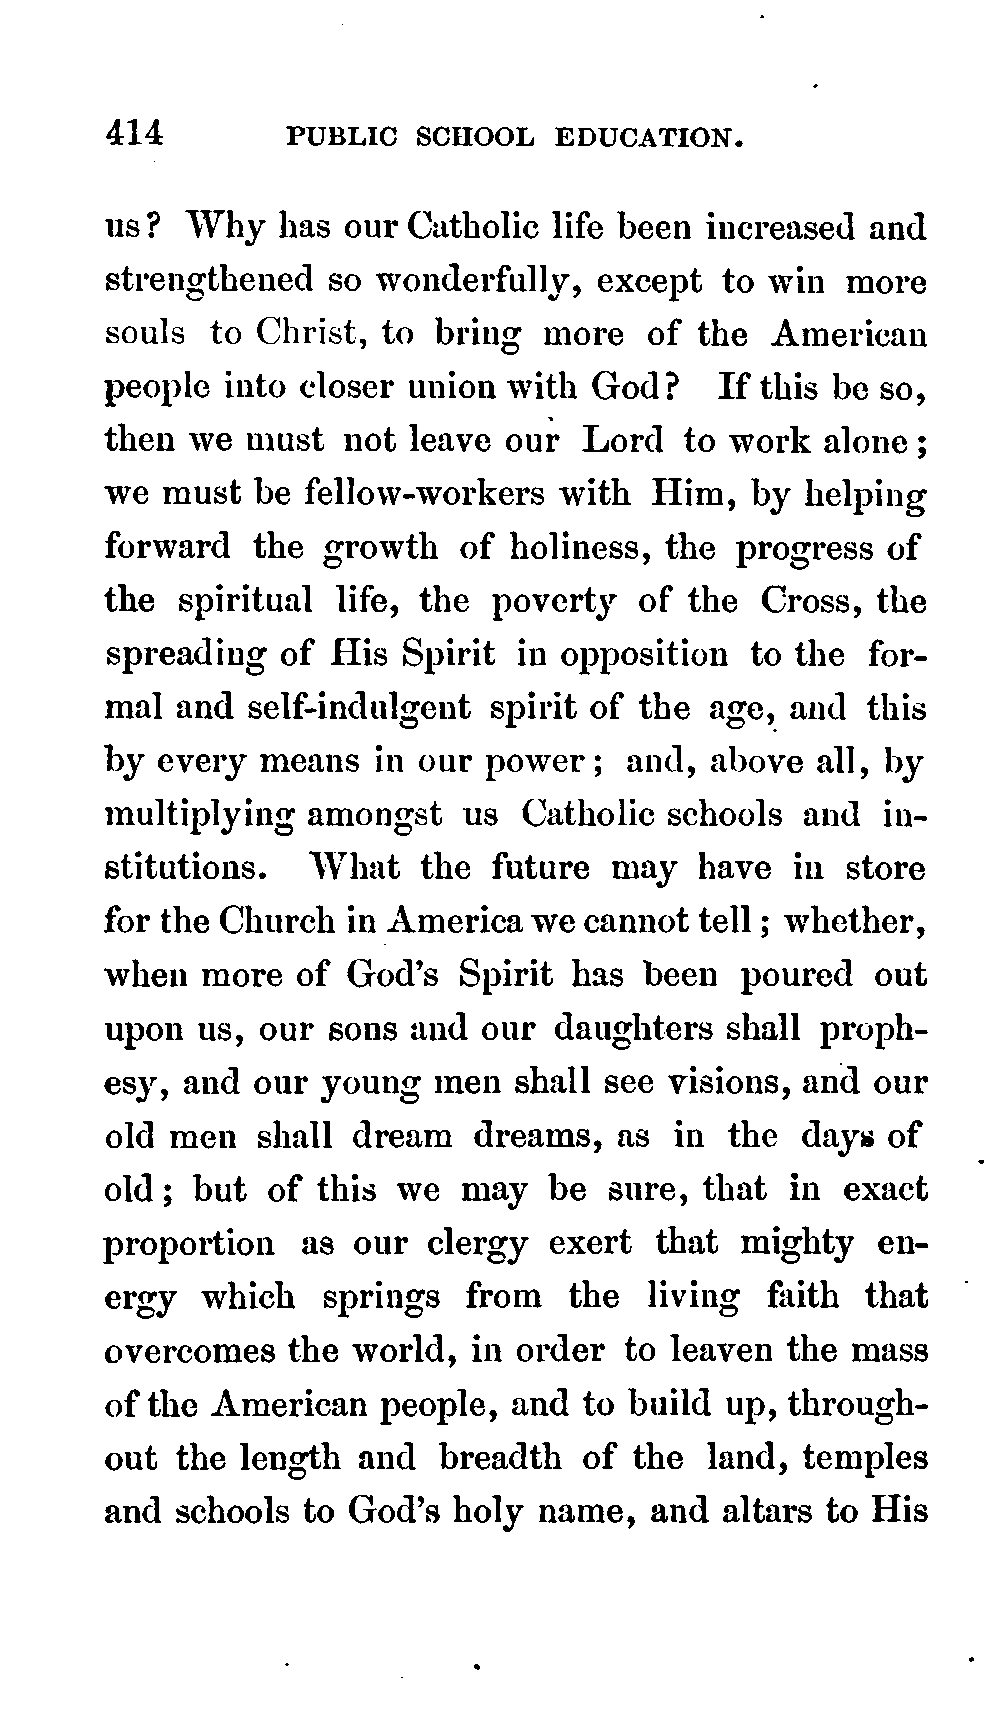 414 PUBLIC SCHOOL EDUCATION.
us? Why has our Catholic life been increased and
strengthened so wonderfully, except to win more
souls to Christ, to bring more of the American
people into closer union with God? If this be so,
then we must not leave our Lord to work alone;
we must be fellow-workers with Him, by helping
forward the growth of holiness, the progress of
the spiritual life, the poverty of the Cross, the
spreading of His Spirit in opposition to the for-
mal and self-indulgent spirit of the age, and this
by every means in our power; and, above all, by
multiplying amongst us Catholic schools and in-
stitutions. What the future may have in store
for the Church in America we cannot tell; whether,
when more of God's Spirit has been poured out
upon us, our sons and our daughters shall proph-
esy, and our young men shall see visions, and our
old men shall dream dreams, as in the days of
old; but of this we may be sure, that in exact
proportion as our clergy exert that mighty en-
ergy which springs from the living faith that
overcomes the world, in order to leaven the mass
of the American people, and to build up, through-
out the length and breadth of the land, temples
and schools to God's holy name, and altars to His